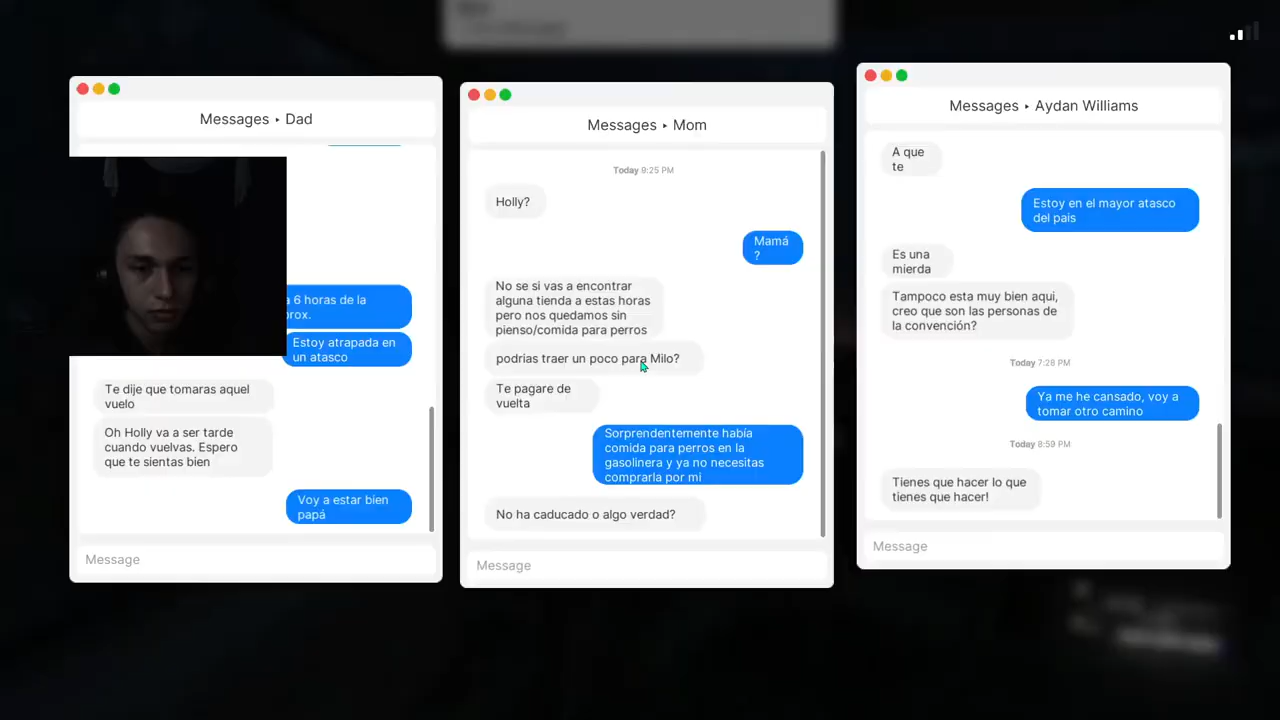 Messages ‣ Dad
a 6 horas de la
Estoy atrapada en
un atasco
Te dije que tomaras aquel
vuelo
Oh Holly va a ser tarde
cuando vuelvas. Espero
que te sientas bien
Voy a estar bien
papá
Message
Messages ‣ Mom
Today 9:25 PM
Holly?
Mamá
?
No se si vas a encontrar
alguna tienda a estas horas
pero nos quedamos sin
pienso/comida para perros
podrias traer un poco para Milo?
Te pagare de
vuelta
Sorprendentemente había
comida para perros en la
gasolinera y ya no necesitas
comprarla por mi
No ha caducado o algo verdad?
Message
Messages ‣ Aydan Williams
A que
te
Estoy en el mayor atasco
del pais
Es una
mierda
Tampoco esta muy bien aqui,
creo que son las personas de
la convención?
Today 7:28 PM
Ya me he cansado, voy a
tomar otro camino
Today 8:59 PM
Tienes que hacer lo que
tienes que hacer!
Message